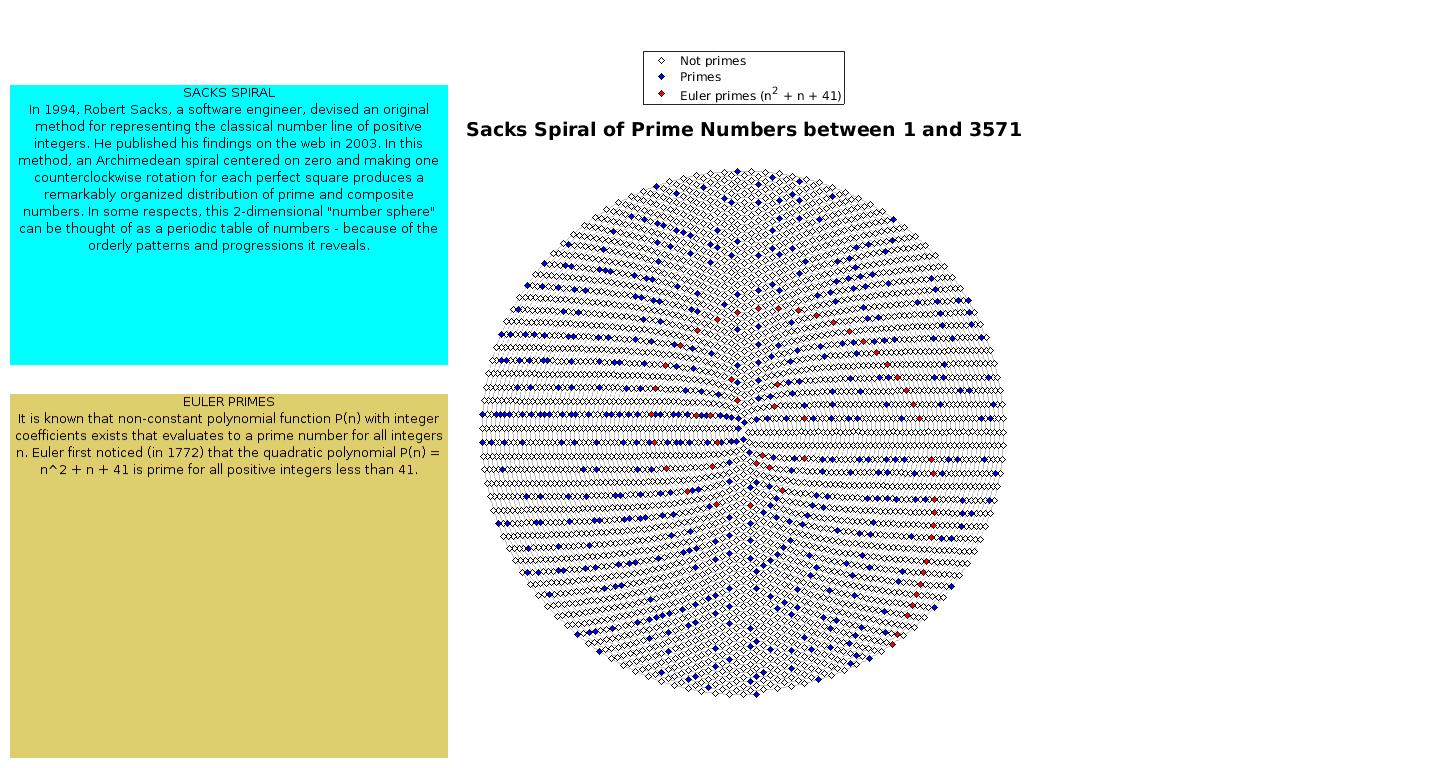 SACKS SPIRAL
In 1994, Robert Sacks, a software engineer, devised an original
method for representing the classical number line of positive
integers. He published his findings on the web in 2003. In this
method, an Archimedean spiral centered on zero and making one
counterclockwise rotation for each perfect square produces a
remarkably organized distribution of prime and composite
numbers. In some respects, this 2-dimensional "number sphere"
can be thought of as a periodic table of numbers - because of the
orderly patterns and progressions it reveals.
EULER PRIMES
It is known that non-constant polynomial function P(n) with integer
coefficients exists that evaluates to a prime number for all integers
n. Euler first noticed (in 1772) that the quadratic polynomial P(n) =
n^2 + n + 41 is prime for all positive integers less than 41.
Not primes
Primes
Euler primes (n² + n + 41)
Sacks Spiral of Prime Numbers between 1 and 3571